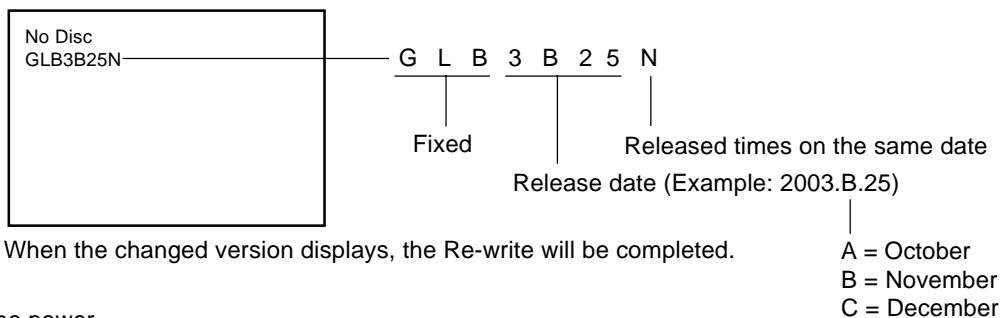 No Disc
GLB3B25N
G L B 3 B 2 5 N
Fixed
Released times on the same date
Release date (Example: 2003.B.25)
When the changed version displays, the Re-write will be completed.
A = October
B = November
C = December
power